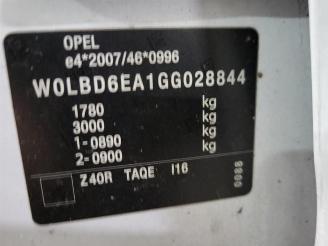 OPEL
e4*2007/46*0996
W0LBD6EA1GG028844
1780 kg
3000 kg
1-0890 kg
2-0900 kg
Z40R TAQE I16
0088